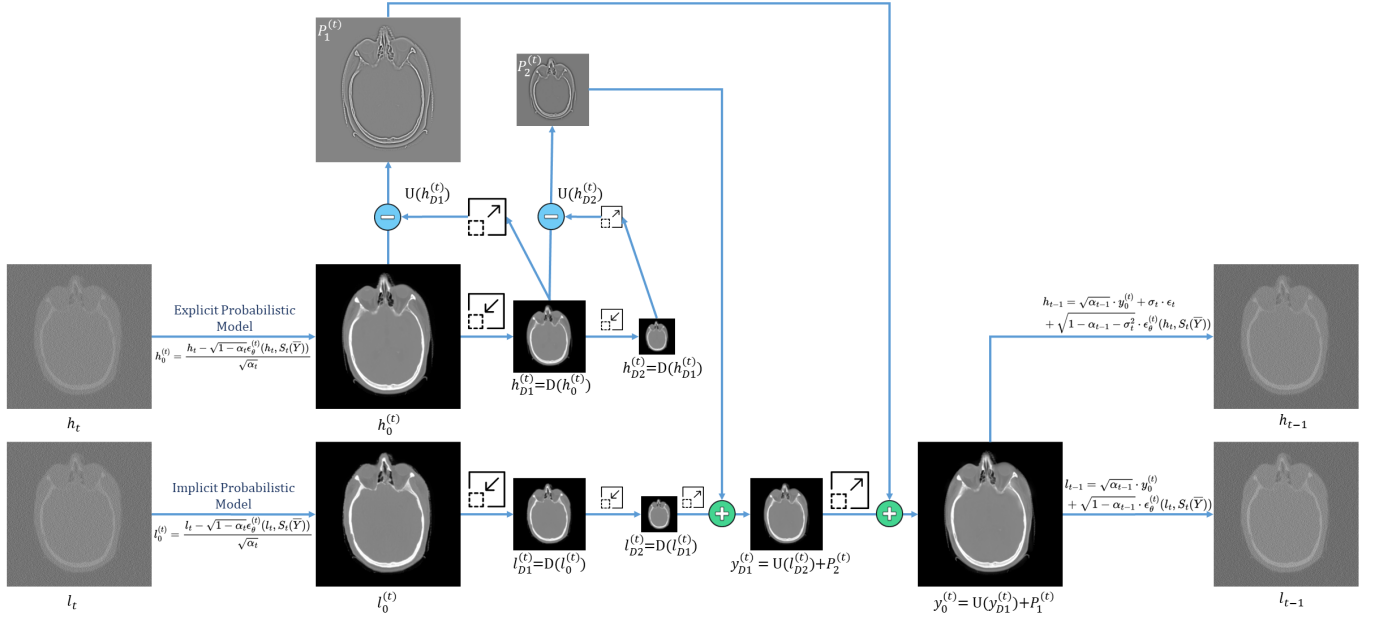 P_1^{(t)}
P_2^{(t)}
U(h_{D1}^{(t)})
U(h_{D2}^{(t)})
Explicit Probabilistic
Model
h_0^{(t)} = \frac{h_t - \sqrt{1-\alpha_t}\epsilon_\theta^{(t)}(h_t, S_t(\overline{Y}))}{\sqrt{\alpha_t}}
h_t
h_0^{(t)}
h_{D1}^{(t)}=D(h_0^{(t)})
h_{D2}^{(t)}=D(h_{D1}^{(t)})
h_{t-1} = \sqrt{\alpha_{t-1}} \cdot y_0^{(t)} + \sigma_t \cdot \epsilon_t
+ \sqrt{1 - \alpha_{t-1} - \sigma_t^2} \cdot \epsilon_\theta^{(t)}(h_t, S_t(\overline{Y}))
h_{t-1}
Implicit Probabilistic
Model
l_0^{(t)} = \frac{l_t - \sqrt{1-\alpha_t}\epsilon_\theta^{(t)}(l_t, S_t(\overline{Y}))}{\sqrt{\alpha_t}}
l_t
l_0^{(t)}
l_{D1}^{(t)}=D(l_0^{(t)})
l_{D2}^{(t)}=D(l_{D1}^{(t)})
y_{D1}^{(t)} = U(l_{D2}^{(t)})+P_2^{(t)}
y_0^{(t)}= U(y_{D1}^{(t)})+P_1^{(t)}
l_{t-1} = \sqrt{\alpha_{t-1}} \cdot y_0^{(t)}
+ \sqrt{1 - \alpha_{t-1}} \cdot \epsilon_\theta^{(t)}(l_t, S_t(\overline{Y}))
l_{t-1}